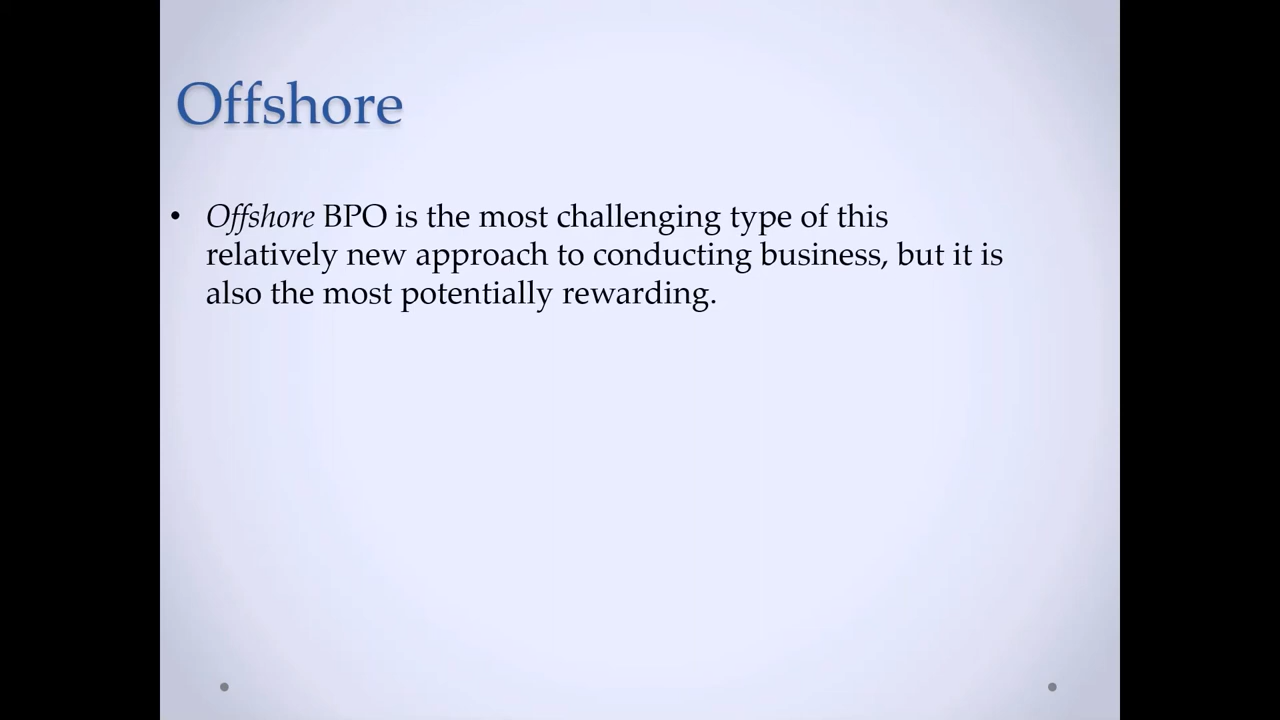 Offshore
• Offshore BPO is the most challenging type of this
relatively new approach to conducting business, but it is
also the most potentially rewarding.